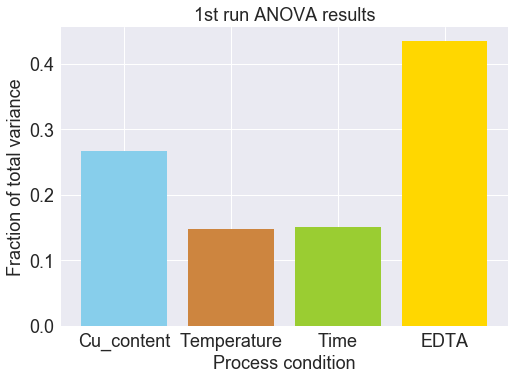 1st run ANOVA results
Fraction of total variance
0.4
0.3
0.2
0.1
0.0
Cu_content Temperature Time EDTA
Process condition